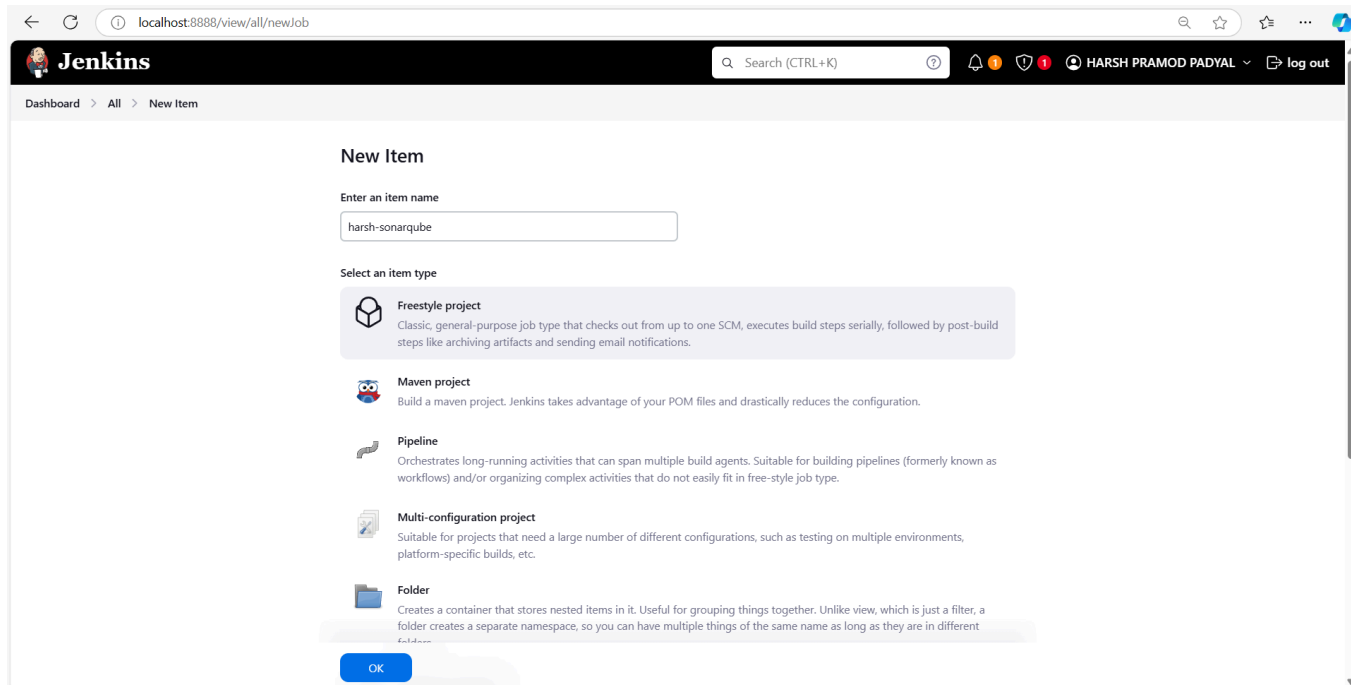 localhost:8888/view/all/newJob
Jenkins
Search (CTRL+K)
1
1
HARSH PRAMOD PADYAL
log out
Dashboard > All > New Item
New Item
Enter an item name
harsh-sonarqube
Select an item type
Freestyle project
Classic, general-purpose job type that checks out from up to one SCM, executes build steps serially, followed by post-build
steps like archiving artifacts and sending email notifications.
Maven project
Build a maven project. Jenkins takes advantage of your POM files and drastically reduces the configuration.
Pipeline
Orchestrates long-running activities that can span multiple build agents. Suitable for building pipelines (formerly known as
workflows) and/or organizing complex activities that do not easily fit in free-style job type.
Multi-configuration project
Suitable for projects that need a large number of different configurations, such as testing on multiple environments,
platform-specific builds, etc.
Folder
Creates a container that stores nested items in it. Useful for grouping things together. Unlike view, which is just a filter, a
folder creates a separate namespace, so you can have multiple things of the same name as long as they are in different
OK